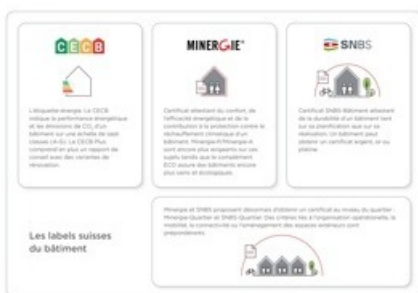 CECB
L'étiquette-énergie: Le CECB
indique la performance énergétique
et les émissions de CO₂ d'un
bâtiment sur une échelle de sept
classes (A-G). Le CECB Plus
comprend en plus un rapport de
conseil avec des variantes de
rénovation.
MINERGIE®
Certificat attestant du confort, de
l'efficacité énergétique et de la
contribution à la protection contre le
réchauffement climatique d'un
bâtiment. Minergie-P/Minergie-A
sont encore plus exigeants sur ces
sujets tandis que le complément
ECO assure des bâtiments encore
plus sains et écologiques.
SNBS
Certificat SNBS-Bâtiment attestant
de la durabilité d'un bâtiment tant
sur sa planification que sur sa
réalisation. Un bâtiment peut
obtenir un certificat argent, or ou
platine.
Les labels suisses
du bâtiment
Minergie et SNBS proposent désormais d'obtenir un certificat au niveau du quartier :
Minergie-Quartier et SNBS-Quartier. Des critères liés à l'organisation opérationnelle, la
mobilité, la connectivité ou l'aménagement des espaces extérieurs sont
prépondérants.